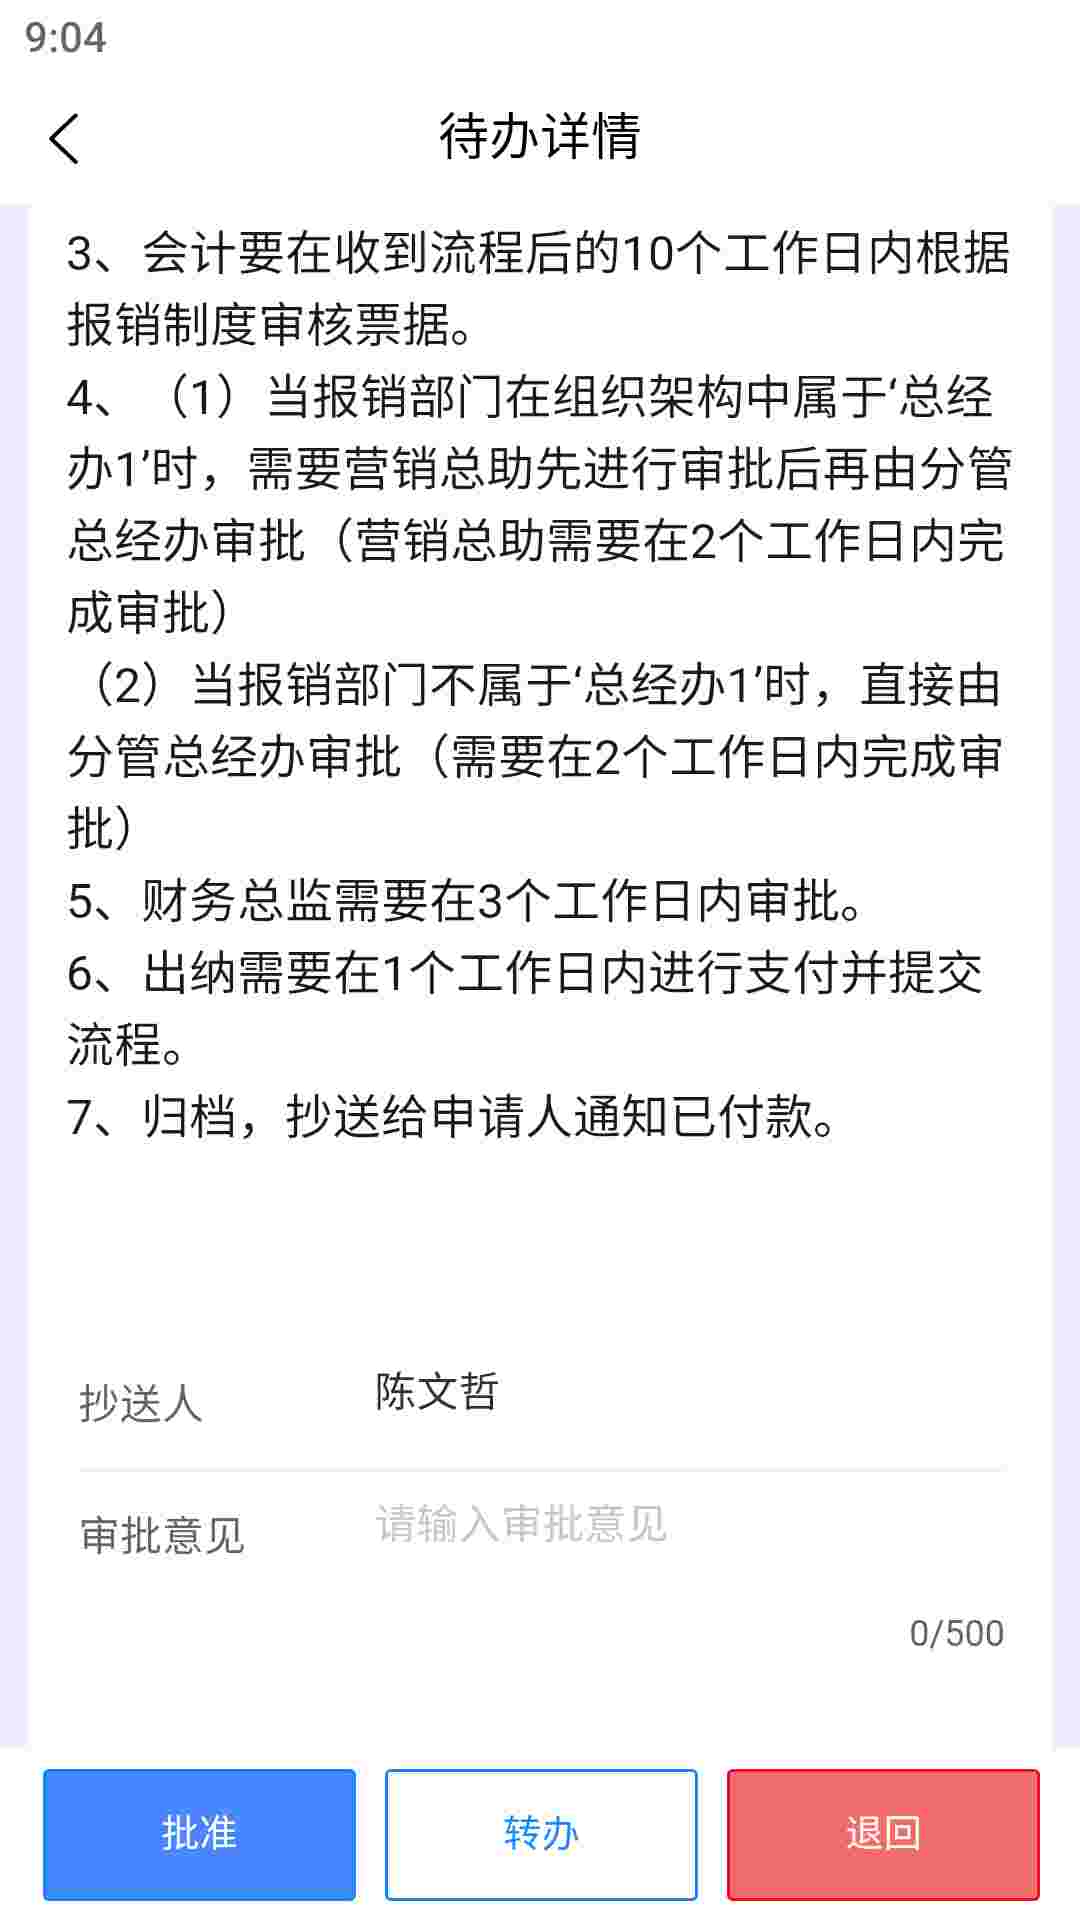 9:04
待办详情
3、会计要在收到流程后的10个工作日内根据
报销制度审核票据。
4、（1）当报销部门在组织架构中属于‘总经
办1’时，需要营销总助先进行审批后再由分管
总经办审批（营销总助需要在2个工作日内完
成审批）
（2）当报销部门不属于‘总经办1’时，直接由
分管总经办审批（需要在2个工作日内完成审
批）
5、财务总监需要在3个工作日内审批。
6、出纳需要在1个工作日内进行支付并提交
流程。
7、归档，抄送给申请人通知已付款。
抄送人 陈文哲
审批意见 请输入审批意见
0/500
批准 转办 退回